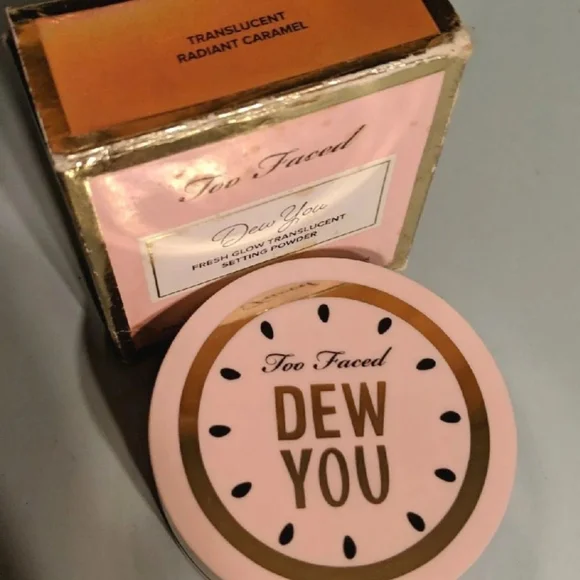 TRANSLUCENT
RADIANT CARAMEL
Too Faced
Dew You
FRESH GLOW TRANSLUCENT
SETTING POWDER
Too Faced
DEW
YOU